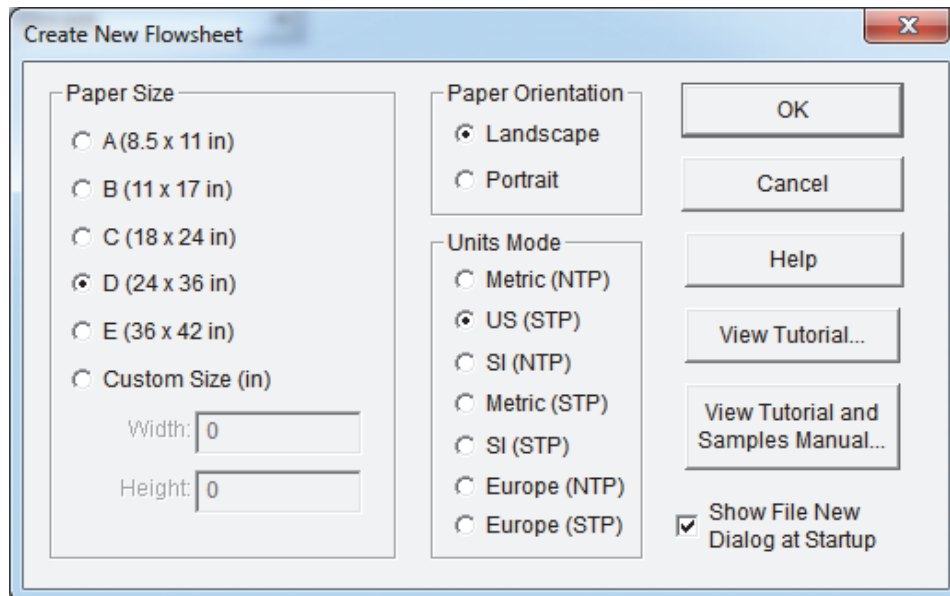 Create New Flowsheet
Paper Size
A (8.5 x 11 in)
B (11 x 17 in)
C (18 x 24 in)
D (24 x 36 in)
E (36 x 42 in)
Custom Size (in)
Width: 0
Height: 0
Paper Orientation
Landscape
Portrait
Units Mode
Metric (NTP)
US (STP)
SI (NTP)
Metric (STP)
SI (STP)
Europe (NTP)
Europe (STP)
OK
Cancel
Help
View Tutorial...
View Tutorial and
Samples Manual...
Show File New
Dialog at Startup